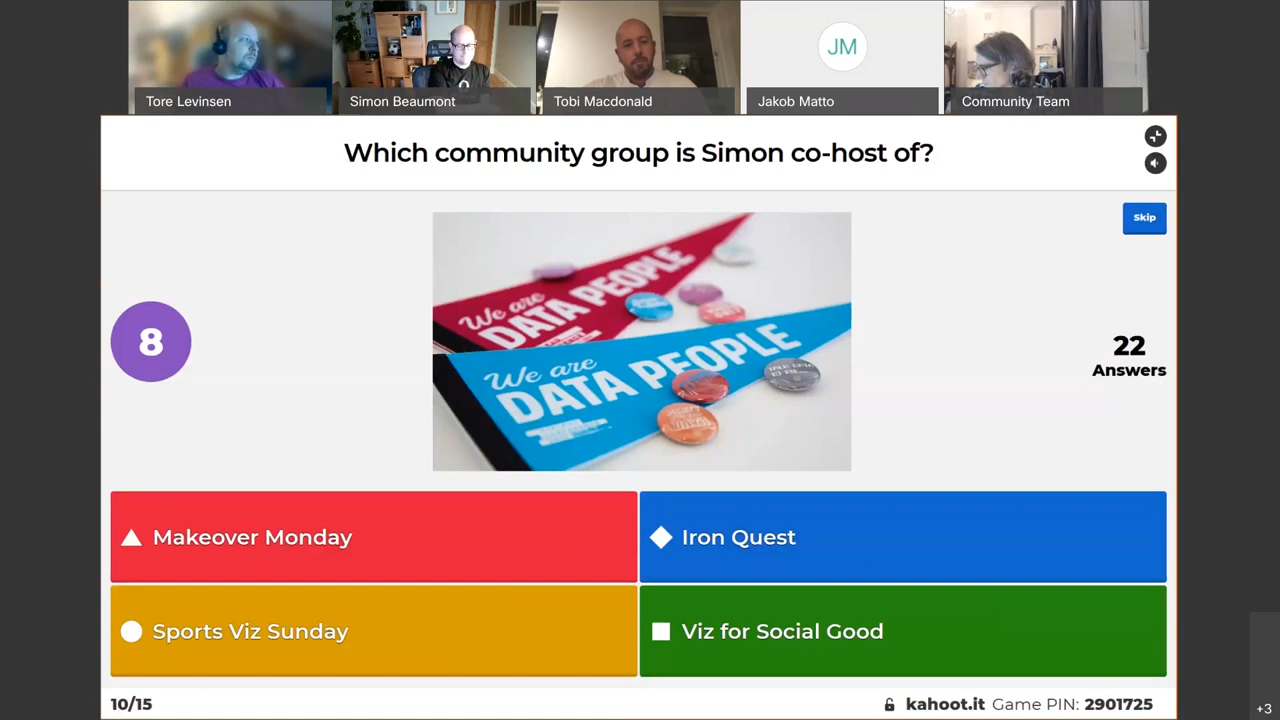 JM
Tore Levinsen
Simon Beaumont
Tobi Macdonald
Jakob Matto
Community Team
Which community group is Simon co-host of?
Skip
8
22
Answers
We are
DATA PEOPLE
We are
DATA PEOPLE
Makeover Monday
Iron Quest
Sports Viz Sunday
Viz for Social Good
10/15
kahoot.it Game PIN: 2901725
+3